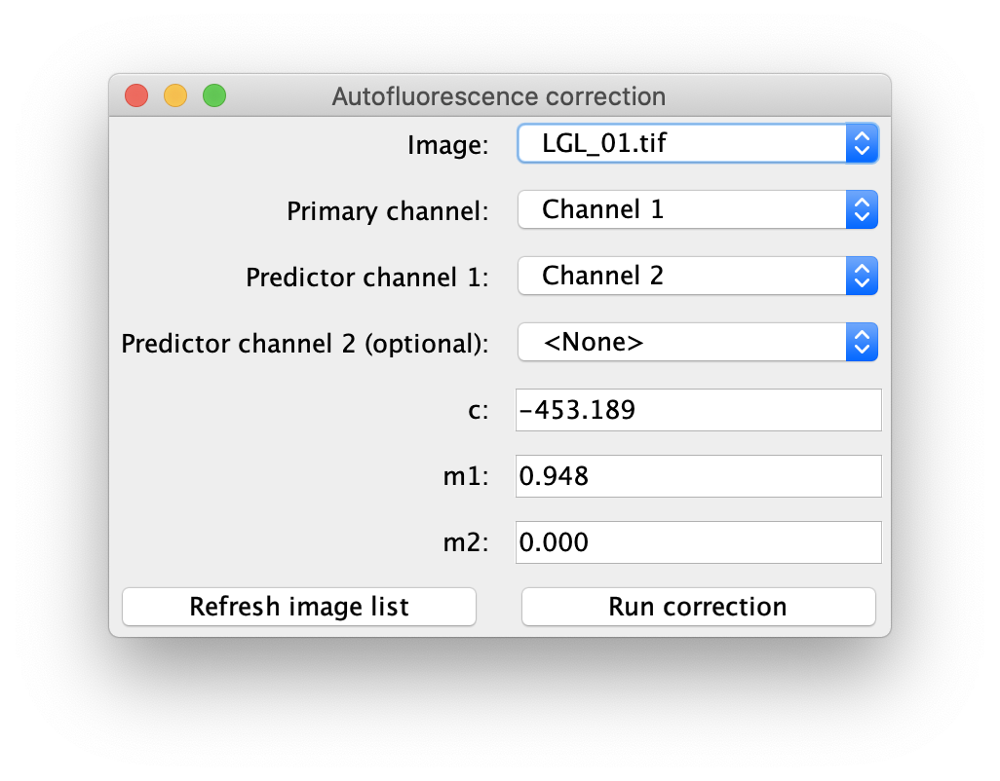 Autofluorescence correction
Image: LGL_01.tif
Primary channel: Channel 1
Predictor channel 1: Channel 2
Predictor channel 2 (optional): <None>
c: −453.189
m1: 0.948
m2: 0.000
Refresh image list Run correction